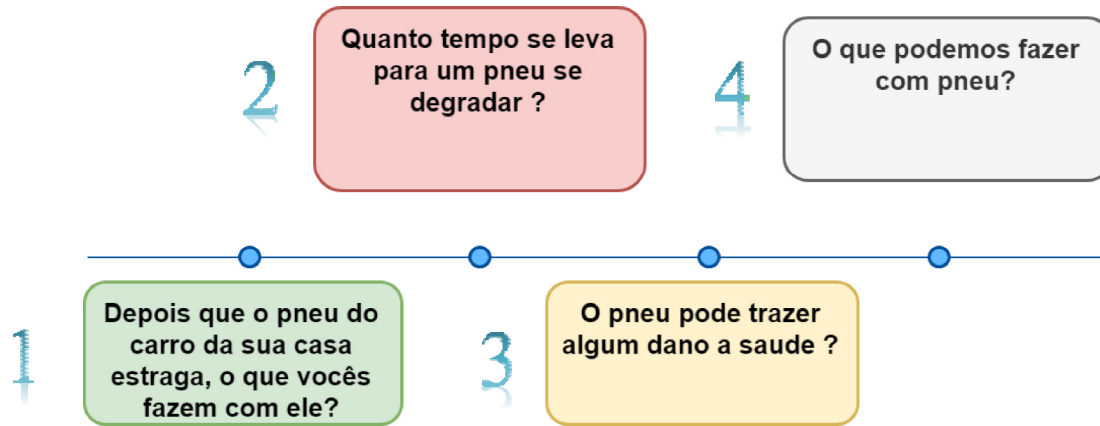 1
Depois que o pneu do
carro da sua casa
estraga, o que vocês
fazem com ele?
2
Quanto tempo se leva
para um pneu se
degradar ?
3
O pneu pode trazer
algum dano a saude ?
4
O que podemos fazer
com pneu?